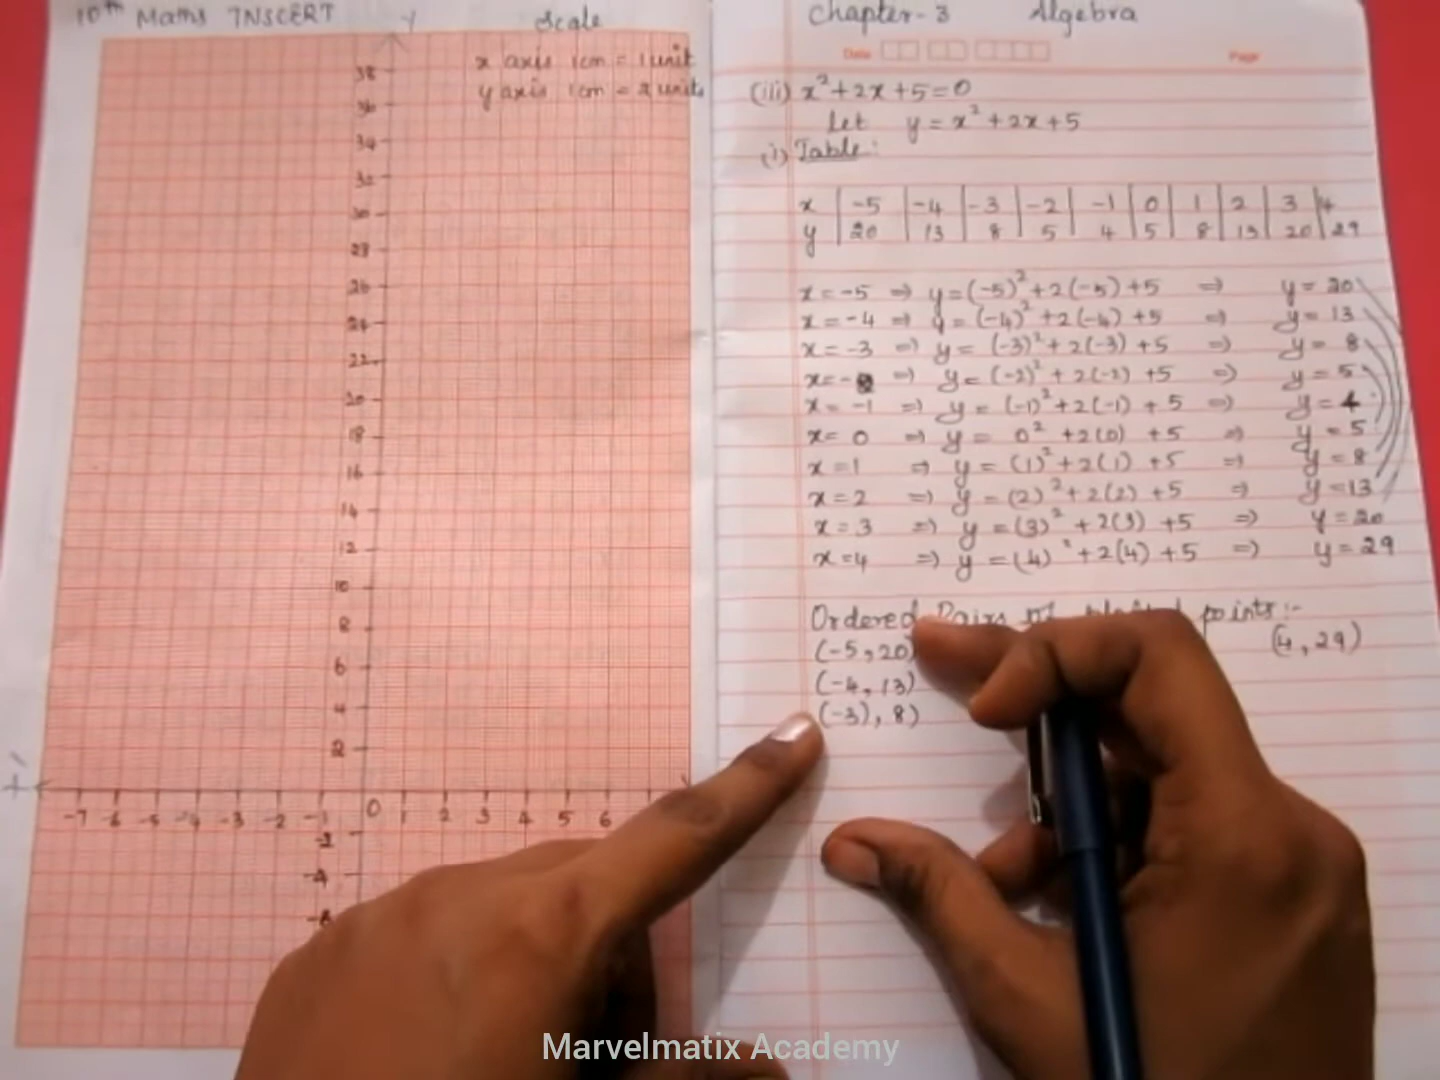 10th Maths TNSCERT
Y
Scale
x axis 1cm = 1 unit
y axis 1cm = 2 units
38
36
34
32
30
28
26
24
22
20
18
16
14
12
10
8
6
4
2
x'
-7 -6 -5 -4 -3 -2 -1 0 1 2 3 4 5 6
-2
-4
-6
Chapter-3 Algebra
Date Page
(iii) x²+2x+5=0
Let y=x²+2x+5
(i) Table:
x | -5 | -4 | -3 | -2 | -1 | 0 | 1 | 2 | 3 | 4
y | 20 | 13 | 8 | 5 | 4 | 5 | 8 | 13 | 20 | 29
x=-5 ⇒ y=(-5)²+2(-5)+5 ⇒ y=20
x=-4 ⇒ y=(-4)²+2(-4)+5 ⇒ y=13
x=-3 ⇒ y=(-3)²+2(-3)+5 ⇒ y=8
x=- ⇒ y=(-2)²+2(-2)+5 ⇒ y=5
x=-1 ⇒ y=(-1)²+2(-1)+5 ⇒ y=4
x=0 ⇒ y=0²+2(0)+5 ⇒ y=5
x=1 ⇒ y=(1)²+2(1)+5 ⇒ y=8
x=2 ⇒ y=(2)²+2(2)+5 ⇒ y=13
x=3 ⇒ y=(3)²+2(3)+5 ⇒ y=20
x=4 ⇒ y=(4)²+2(4)+5 ⇒ y=29
Ordered Pairs of points:-
(-5,20) (4,29)
(-4,13)
(-3),8)
Marvelmatix Academy